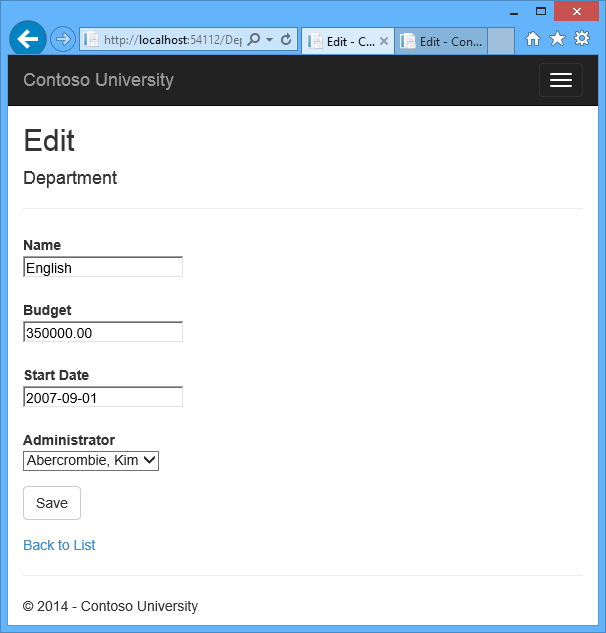 http://localhost:54112/De
Edit - C...
Edit - Con...
Contoso University
Edit
Department
Name
English
Budget
350000.00
Start Date
2007-09-01
Administrator
Abercrombie, Kim
Save
Back to List
© 2014 - Contoso University